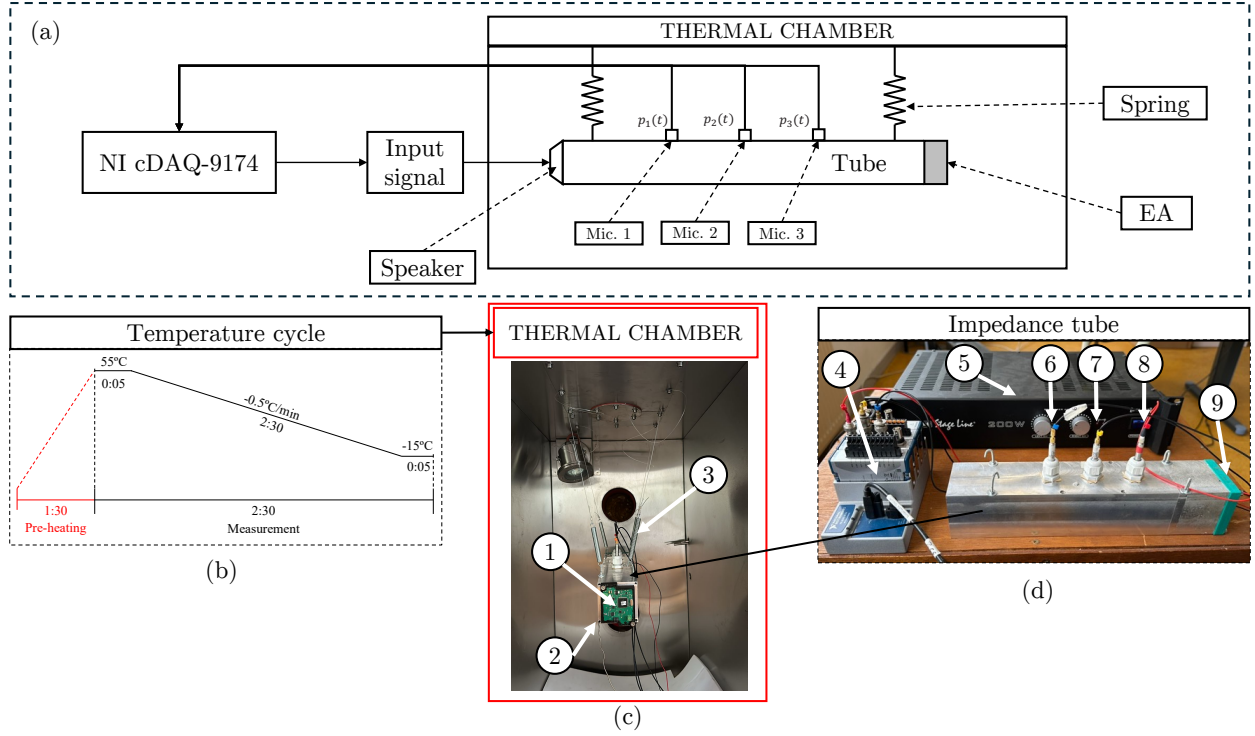 (a)
THERMAL CHAMBER
p₁(t)
p₂(t)
p₃(t)
Spring
NI cDAQ-9174
Input
signal
Tube
Mic. 1
Mic. 2
Mic. 3
EA
Speaker
Temperature cycle
55ºC
0:05
-0.5ºC/min
2:30
-15ºC
0:05
1:30
Pre-heating
2:30
Measurement
(b)
THERMAL CHAMBER
1
2
3
(c)
Impedance tube
4
5
6
7
8
9
Stage Line
200W
(d)